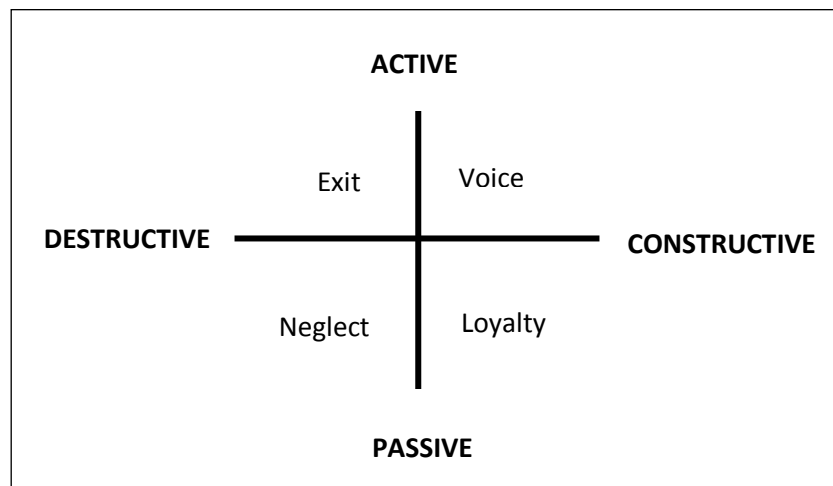 ACTIVE
Exit
Voice
DESTRUCTIVE
CONSTRUCTIVE
Neglect
Loyalty
PASSIVE